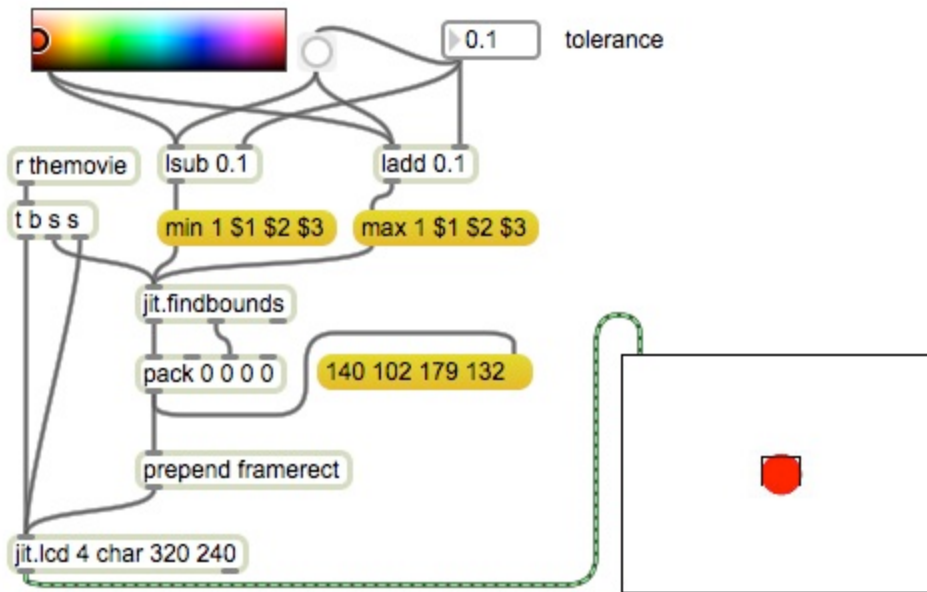 0.1 tolerance
r themovie lsub 0.1 ladd 0.1
t b s s min 1 $1 $2 $3 max 1 $1 $2 $3
jit.findbounds
pack 0 0 0 0 140 102 179 132
prepend framerect
jit.lcd 4 char 320 240